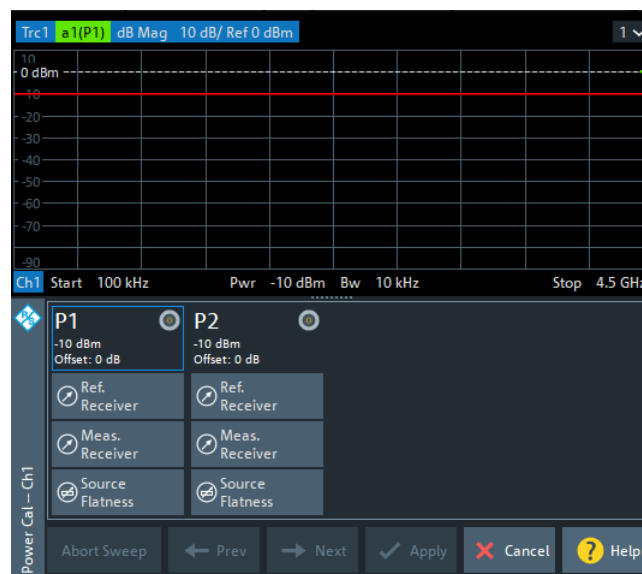 Trc1 a1(P1) dB Mag 10 dB/ Ref 0 dBm
1
10
0 dBm
-10
-20
-30
-40
-50
-60
-70
-90
Ch1 Start 100 kHz Pwr -10 dBm Bw 10 kHz Stop 4.5 GHz
P1
-10 dBm
Offset: 0 dB
P2
-10 dBm
Offset: 0 dB
Ref.
Receiver
Ref.
Receiver
Meas.
Receiver
Meas.
Receiver
Source
Flatness
Source
Flatness
Power Cal – Ch1
Abort Sweep
Prev
Next
Apply
Cancel
? Help